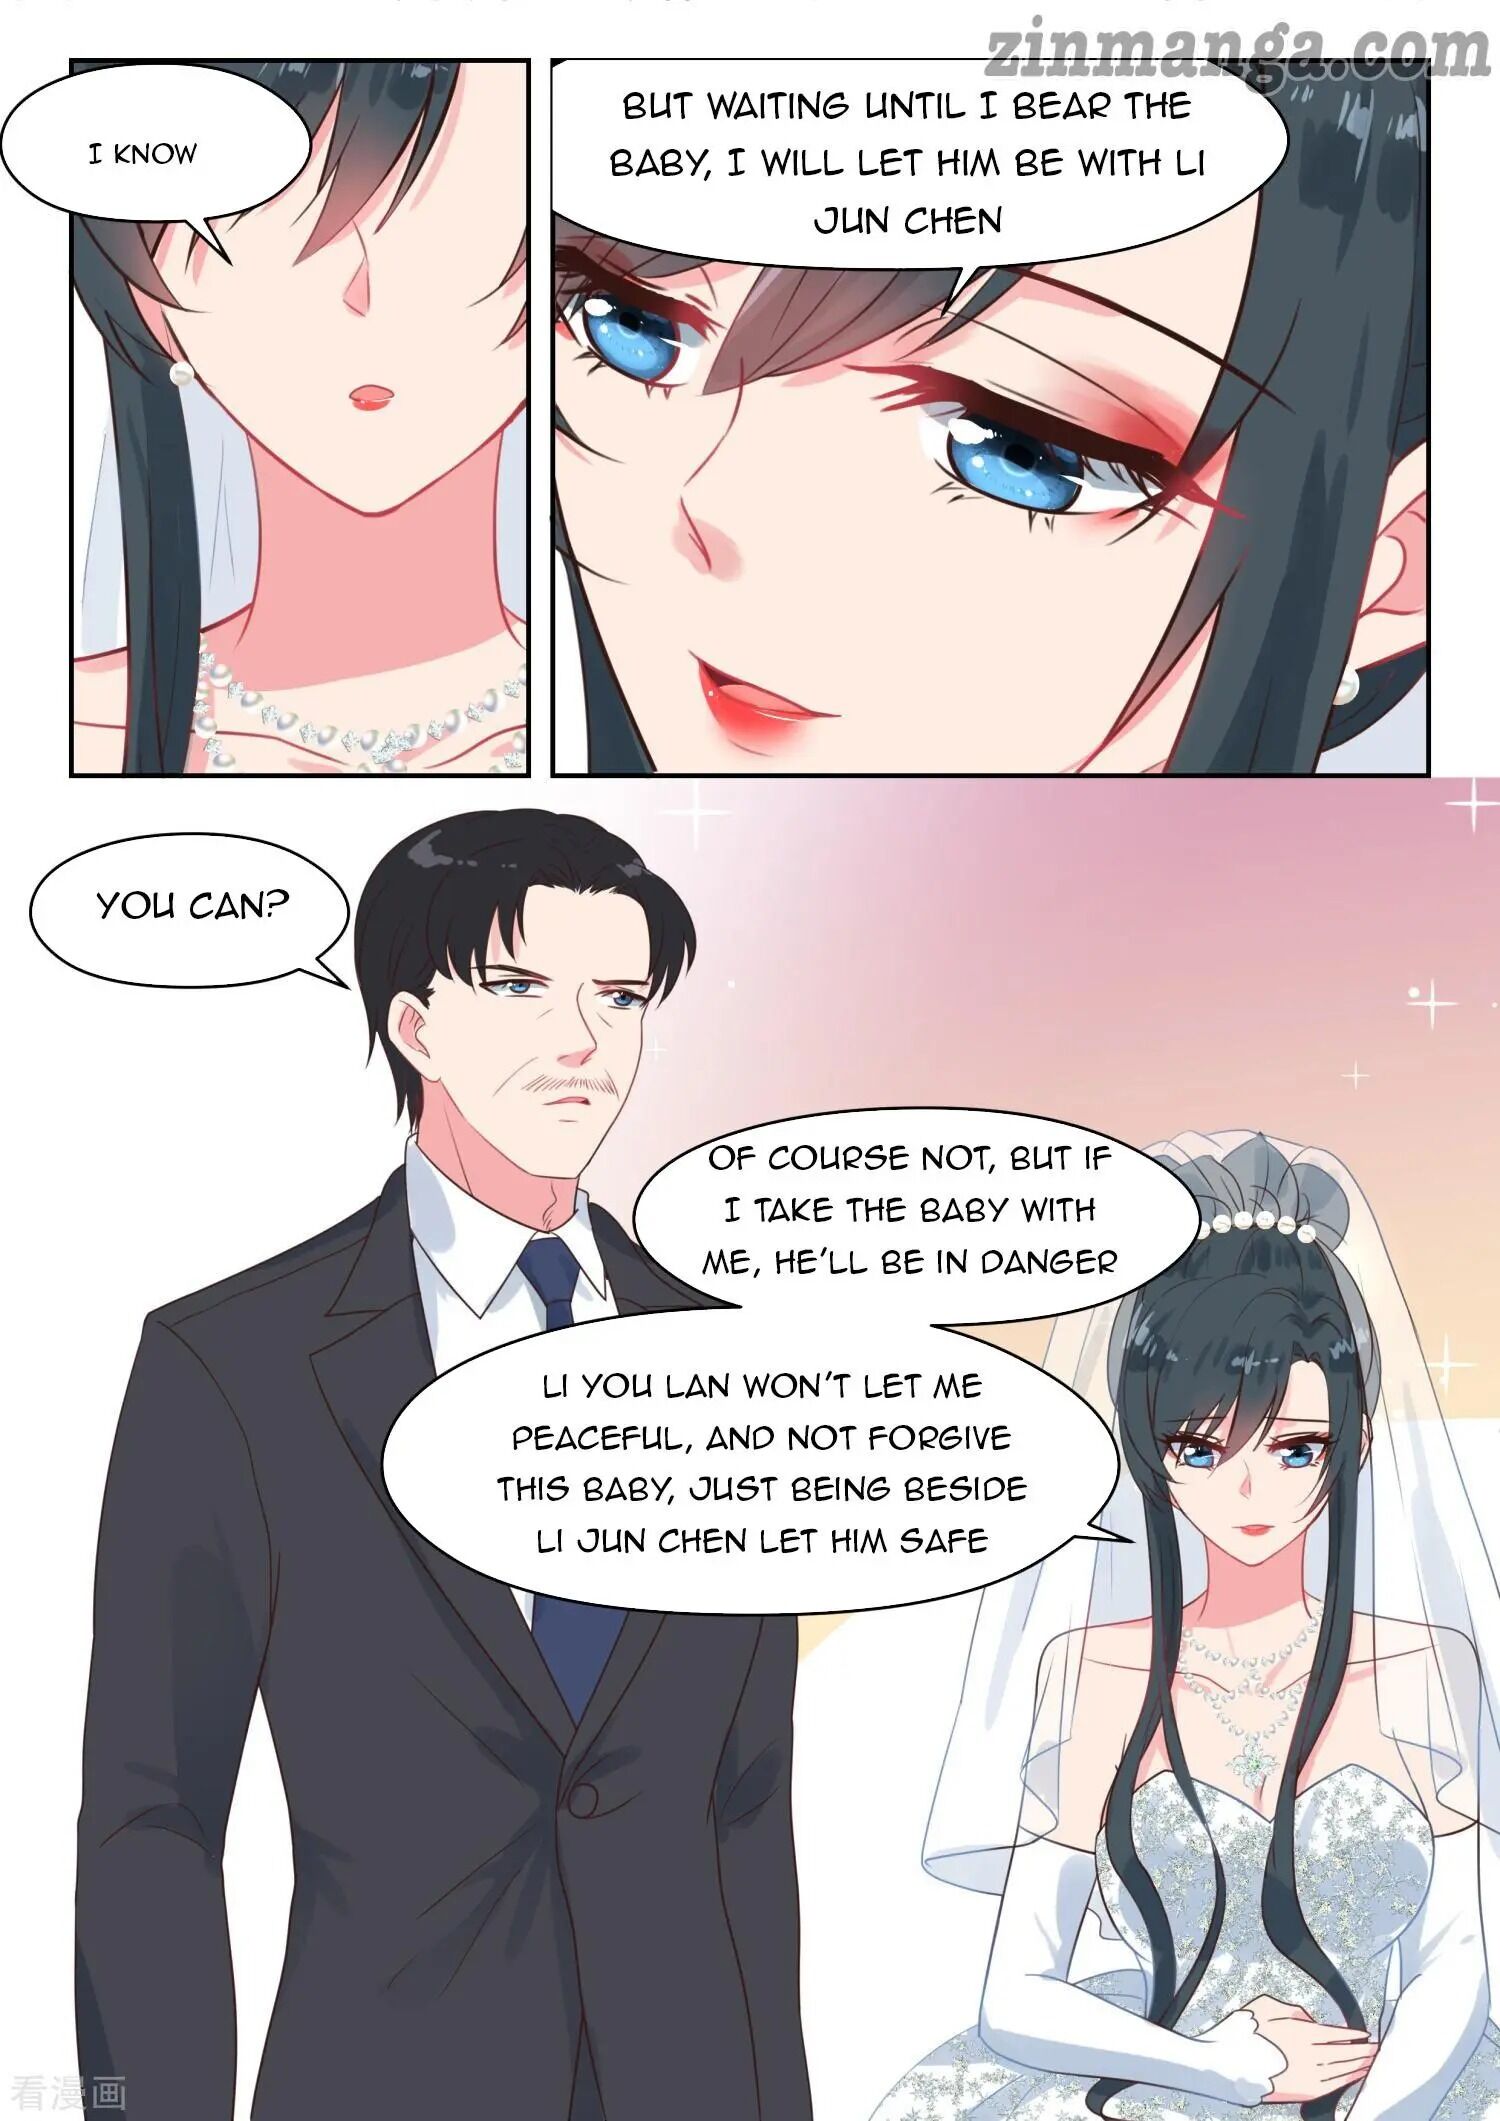 zinmanga.com
I KNOW
BUT WAITING UNTIL I BEAR THE
BABY, I WILL LET HIM BE WITH LI
JUN CHEN
YOU CAN?
OF COURSE NOT, BUT IF
I TAKE THE BABY WITH
ME, HE'LL BE IN DANGER
LI YOU LAN WON'T LET ME
PEACEFUL, AND NOT FORGIVE
THIS BABY, JUST BEING BESIDE
LI JUN CHEN LET HIM SAFE
看漫画